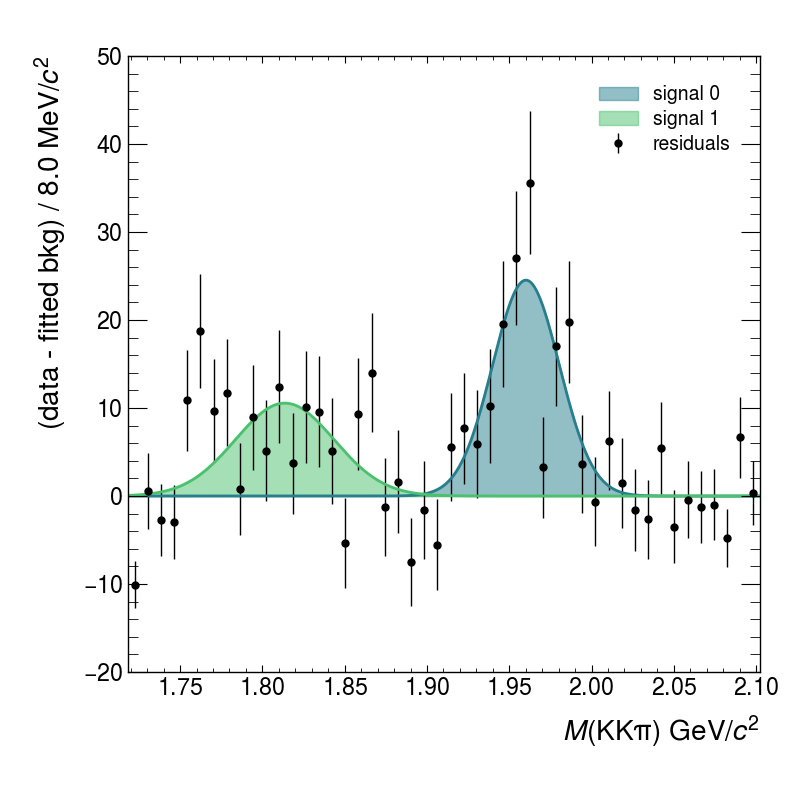 (data - fitted bkg) / 8.0 MeV/c²
50
40
30
20
10
0
−10
−20
signal 0
signal 1
residuals
1.75 1.80 1.85 1.90 1.95 2.00 2.05 2.10
M(KKπ) GeV/c²